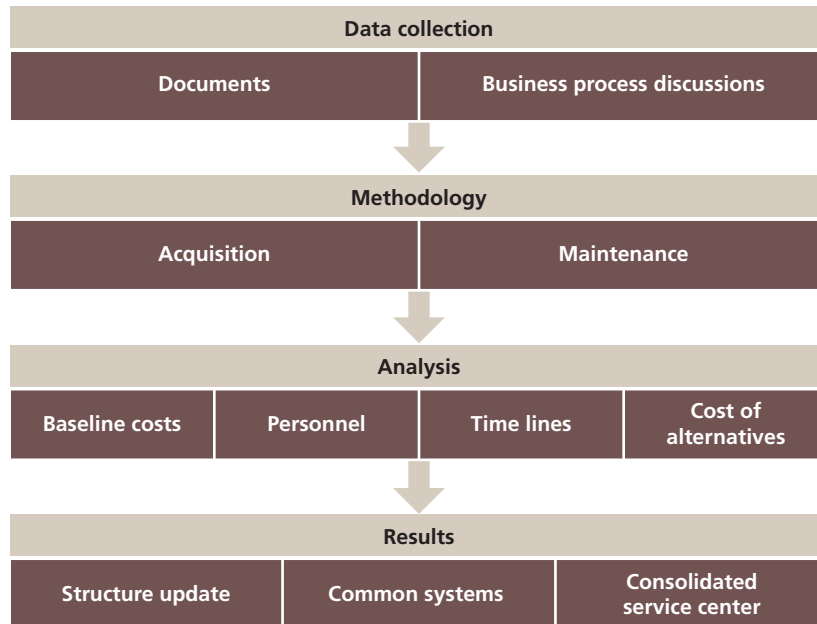 Data collection
Documents
Business process discussions
Methodology
Acquisition
Maintenance
Analysis
Baseline costs
Personnel
Time lines
Cost of
alternatives
Results
Structure update
Common systems
Consolidated
service center